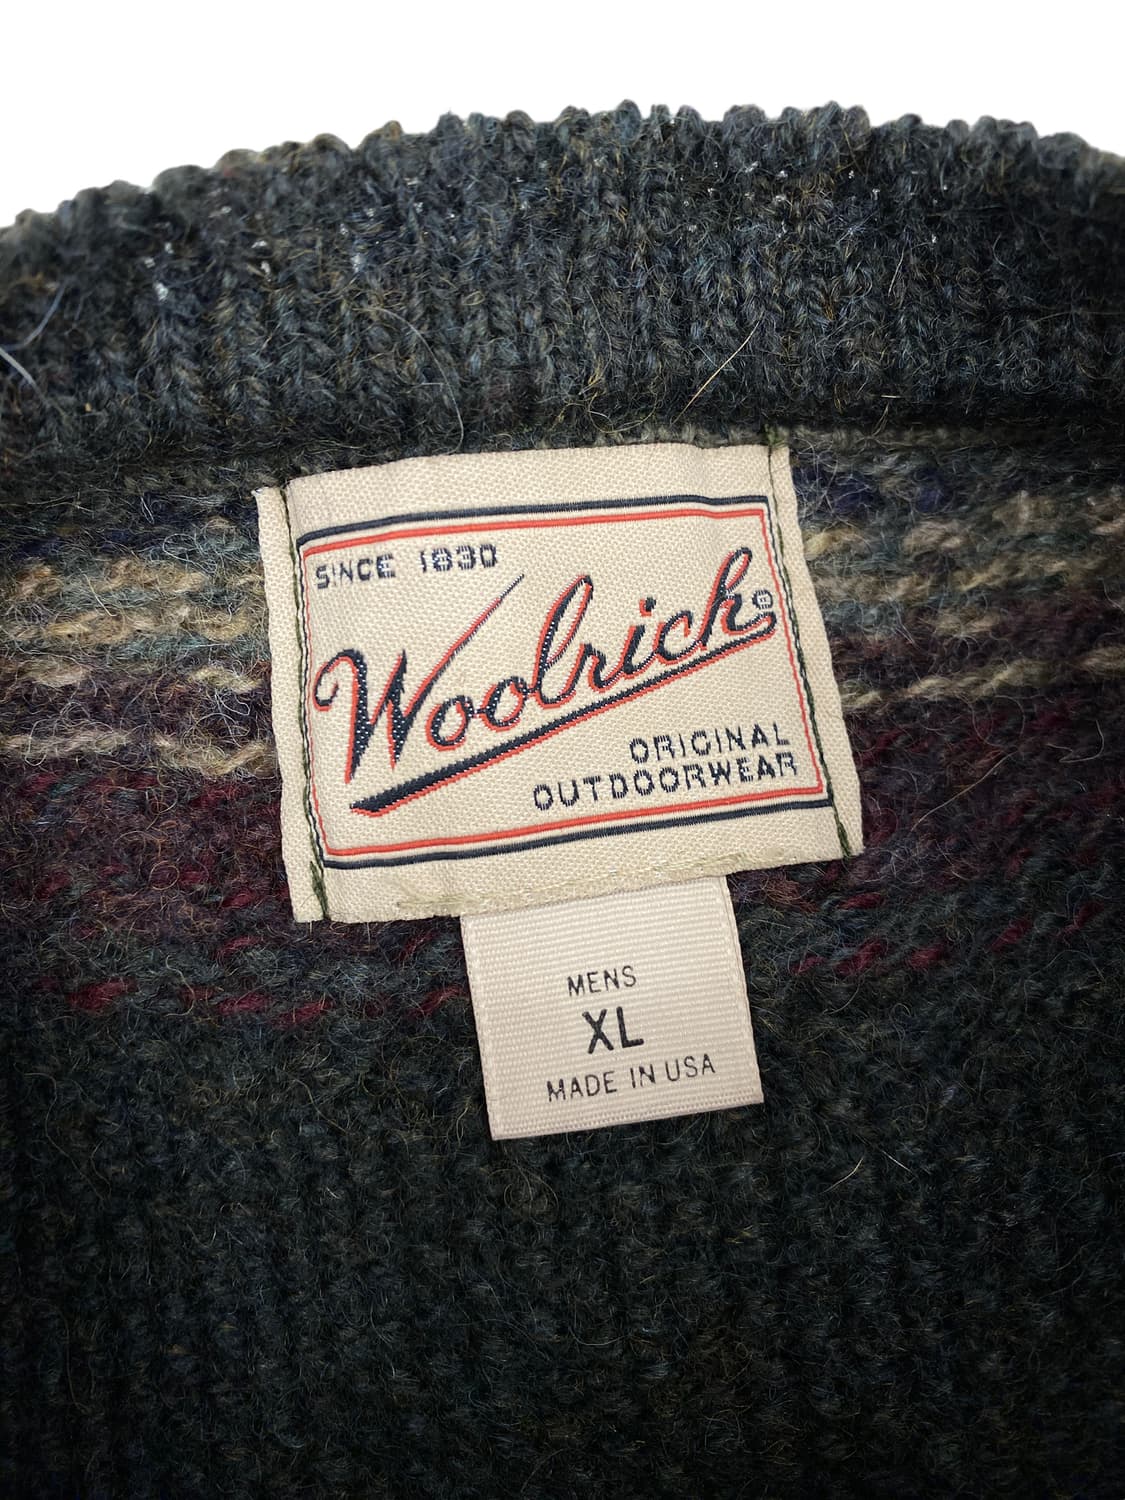 SINCE 1830
Woolrich®
ORIGINAL
OUTDOORWEAR
MENS
XL
MADE IN USA